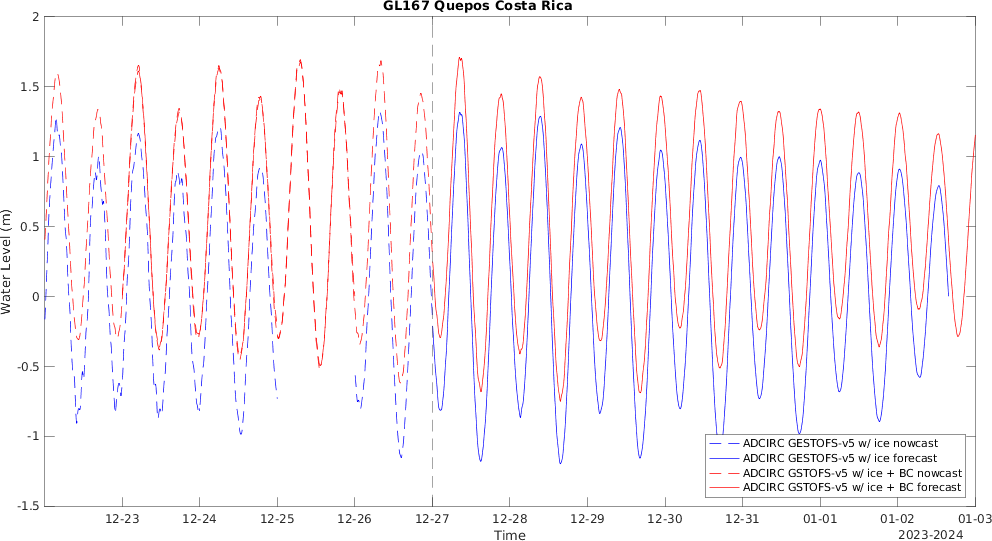 GL167 Quepos Costa Rica
2
1.5
1
0.5
0
-0.5
-1
-1.5
Water Level (m)
ADCIRC GESTOFS-v5 w/ ice nowcast
ADCIRC GESTOFS-v5 w/ ice forecast
ADCIRC GSTOFS-v5 w/ ice + BC nowcast
ADCIRC GSTOFS-v5 w/ ice + BC forecast
12-23 12-24 12-25 12-26 12-27 12-28 12-29 12-30 12-31 01-01 01-02 01-03
Time
2023-2024